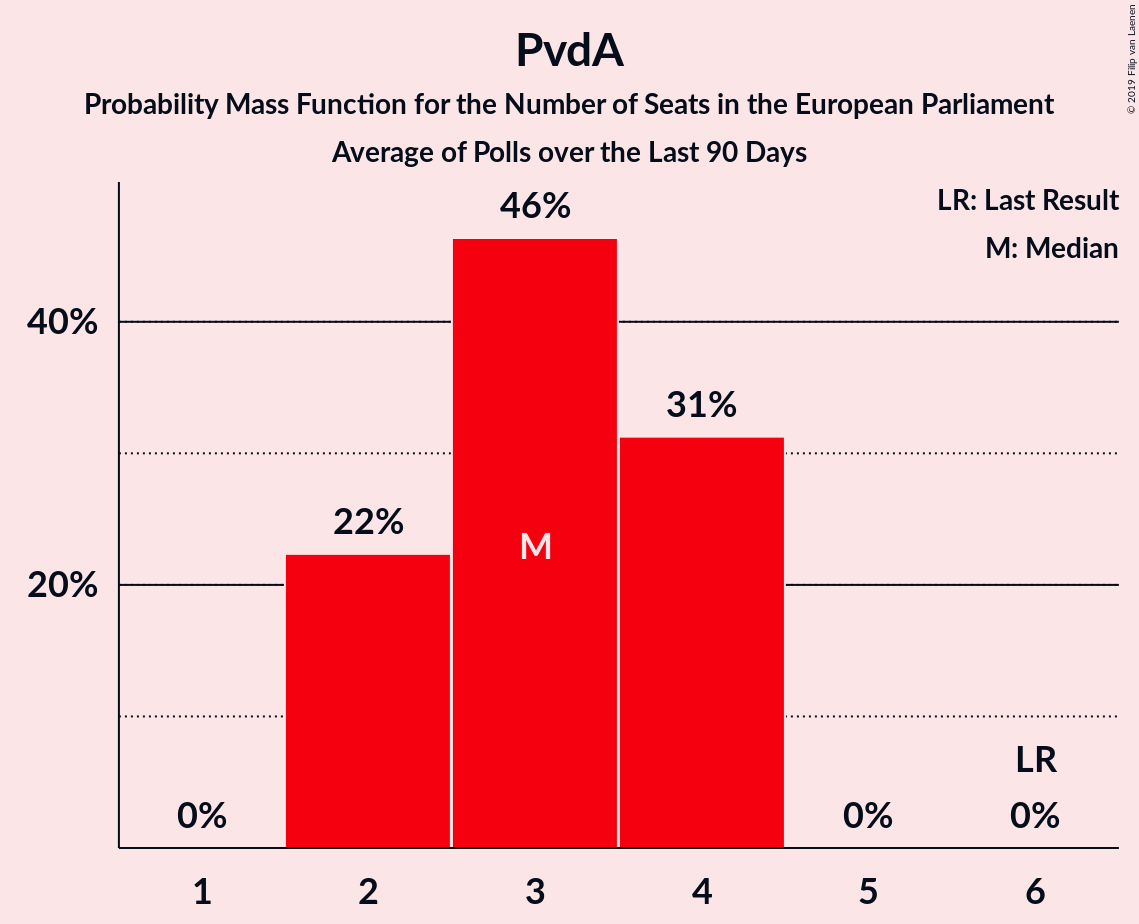 PvdA
Probability Mass Function for the Number of Seats in the European Parliament
Average of Polls over the Last 90 Days
© 2019 Filip van Laenen
LR: Last Result
M: Median
46%
40%
31%
22%
M
20%
LR
0%
0%
0%
1
2
3
4
5
6